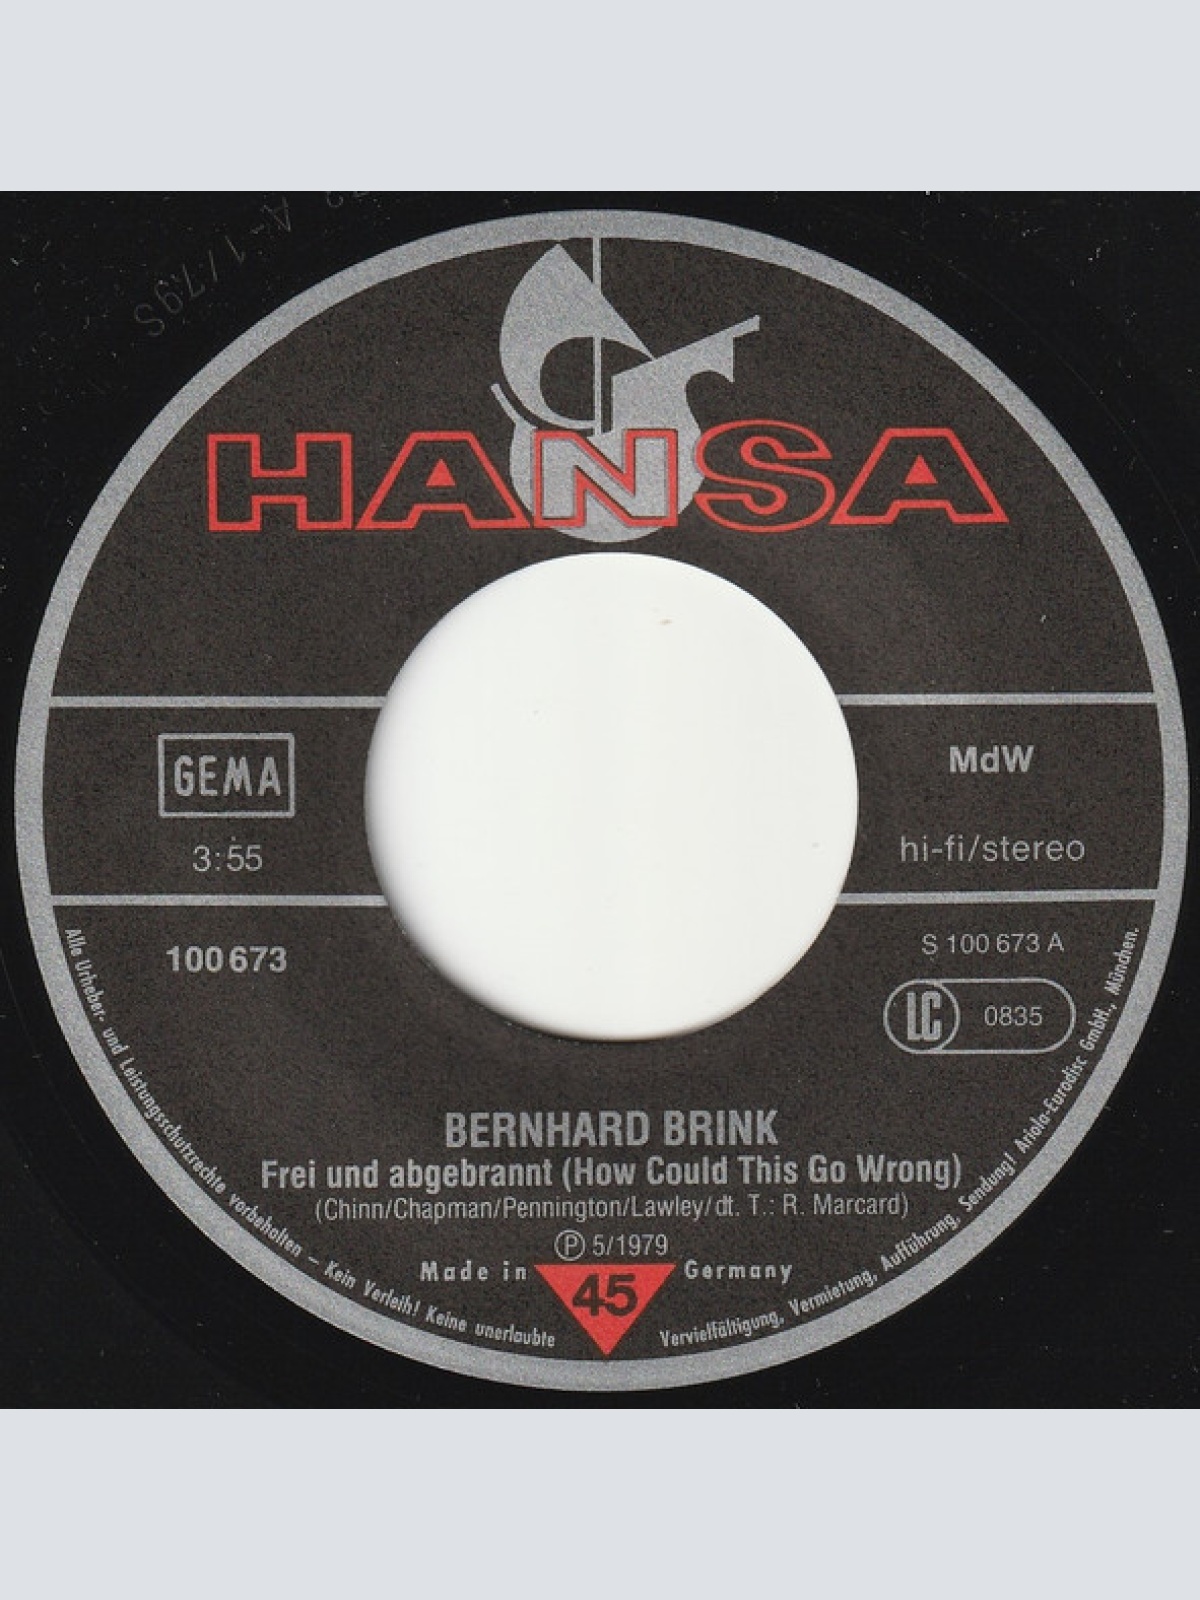 HANSA
GEMA
3:55
MdW
hi-fi/stereo
100 673
S 100 673 A
LC 0835
BERNHARD BRINK
Frei und abgebrannt (How Could This Go Wrong)
(Chinn/Chapman/Pennington/Lawley/dt. T.: R. Marcard)
Ⓟ 5/1979
Made in Germany
45
Alle Urheber- und Leistungsschutzrechte vorbehalten – Kein Verleih! Keine unerlaubte Vervielfältigung, Vermietung, Aufführung, Sendung! Ariola-Eurodisc GmbH., München.